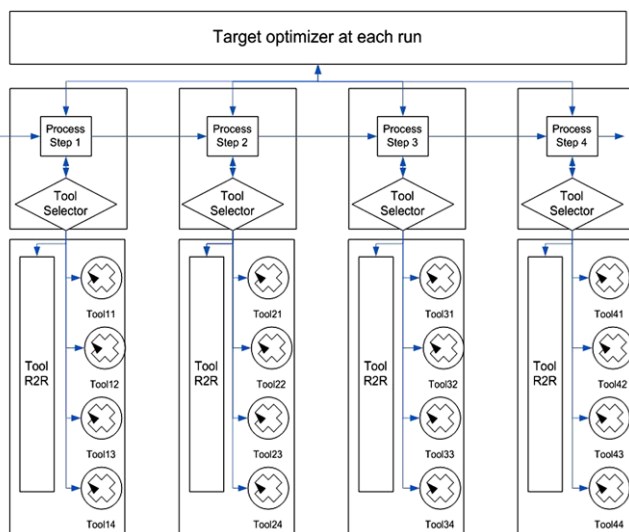 Target optimizer at each run
Process
Step 1
Process
Step 2
Process
Step 3
Process
Step 4
Tool
Selector
Tool
Selector
Tool
Selector
Tool
Selector
Tool
R2R
Tool11
Tool12
Tool13
Tool14
Tool
R2R
Tool21
Tool22
Tool23
Tool24
Tool
R2R
Tool31
Tool32
Tool33
Tool34
Tool
R2R
Tool41
Tool42
Tool43
Tool44